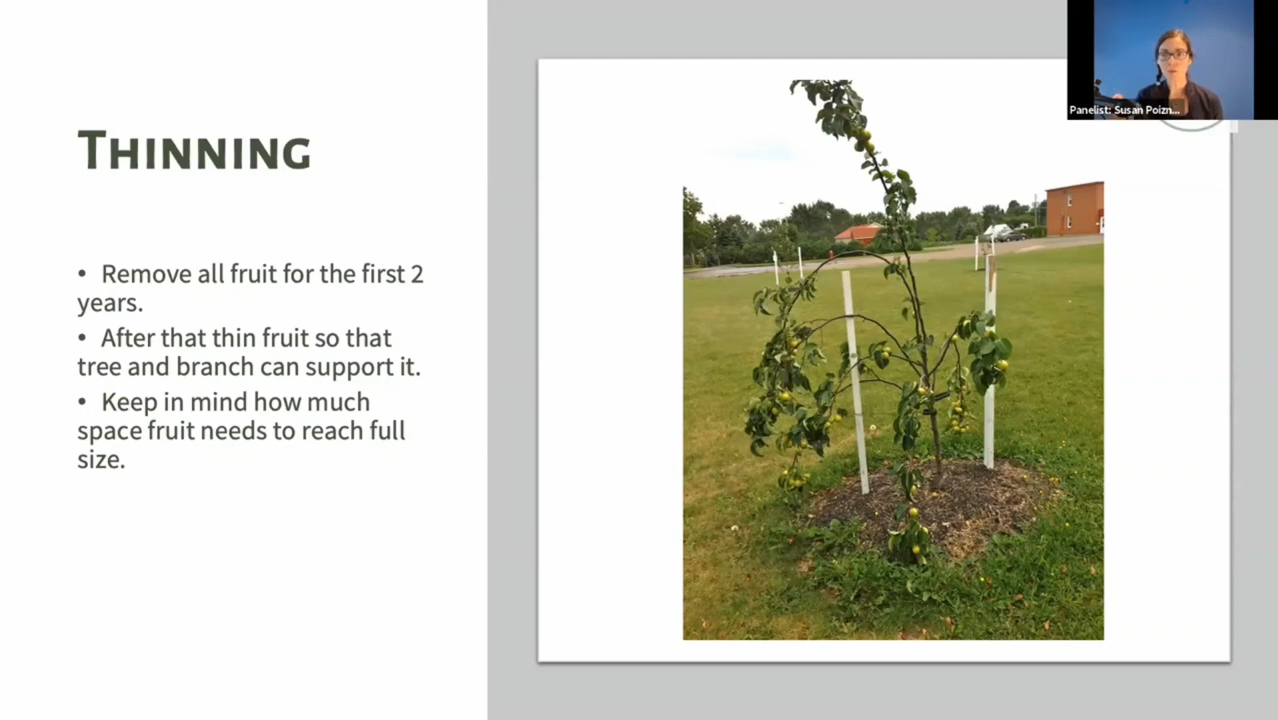 THINNING
• Remove all fruit for the first 2
years.
• After that thin fruit so that
tree and branch can support it.
• Keep in mind how much
space fruit needs to reach full
size.
Panelist: Susan Poizn...